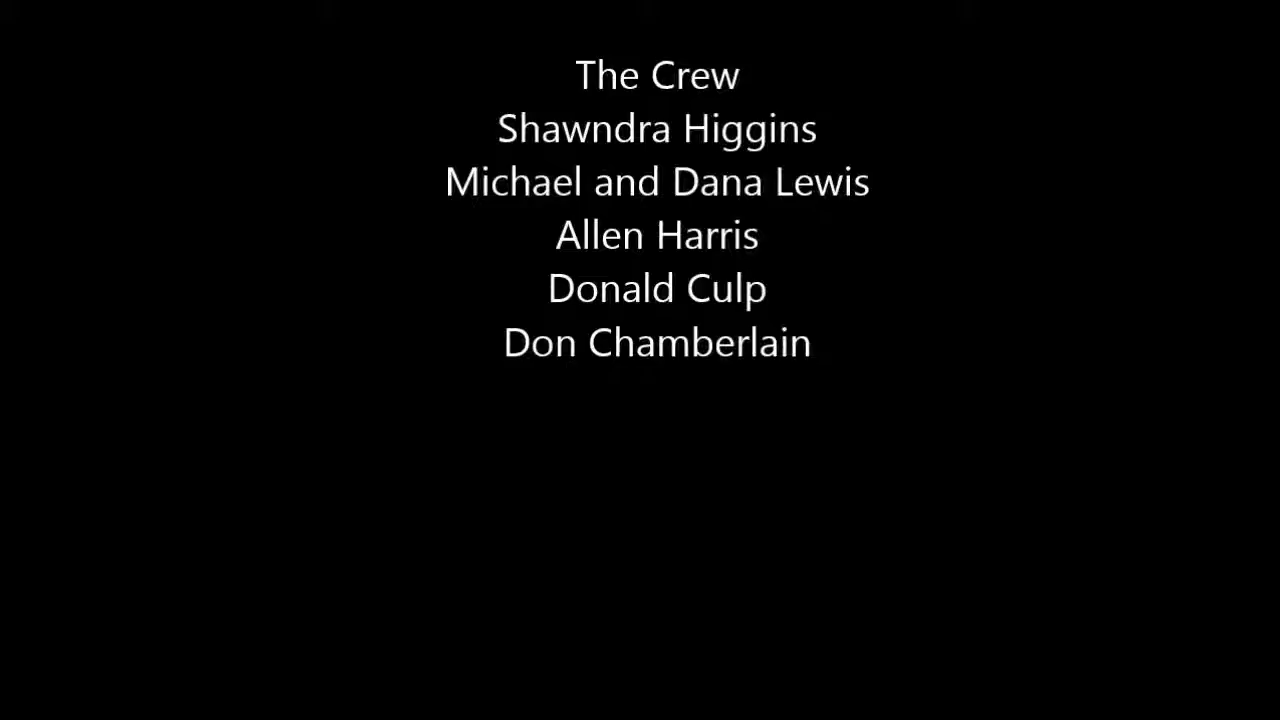 The Crew
Shawndra Higgins
Michael and Dana Lewis
Allen Harris
Donald Culp
Don Chamberlain